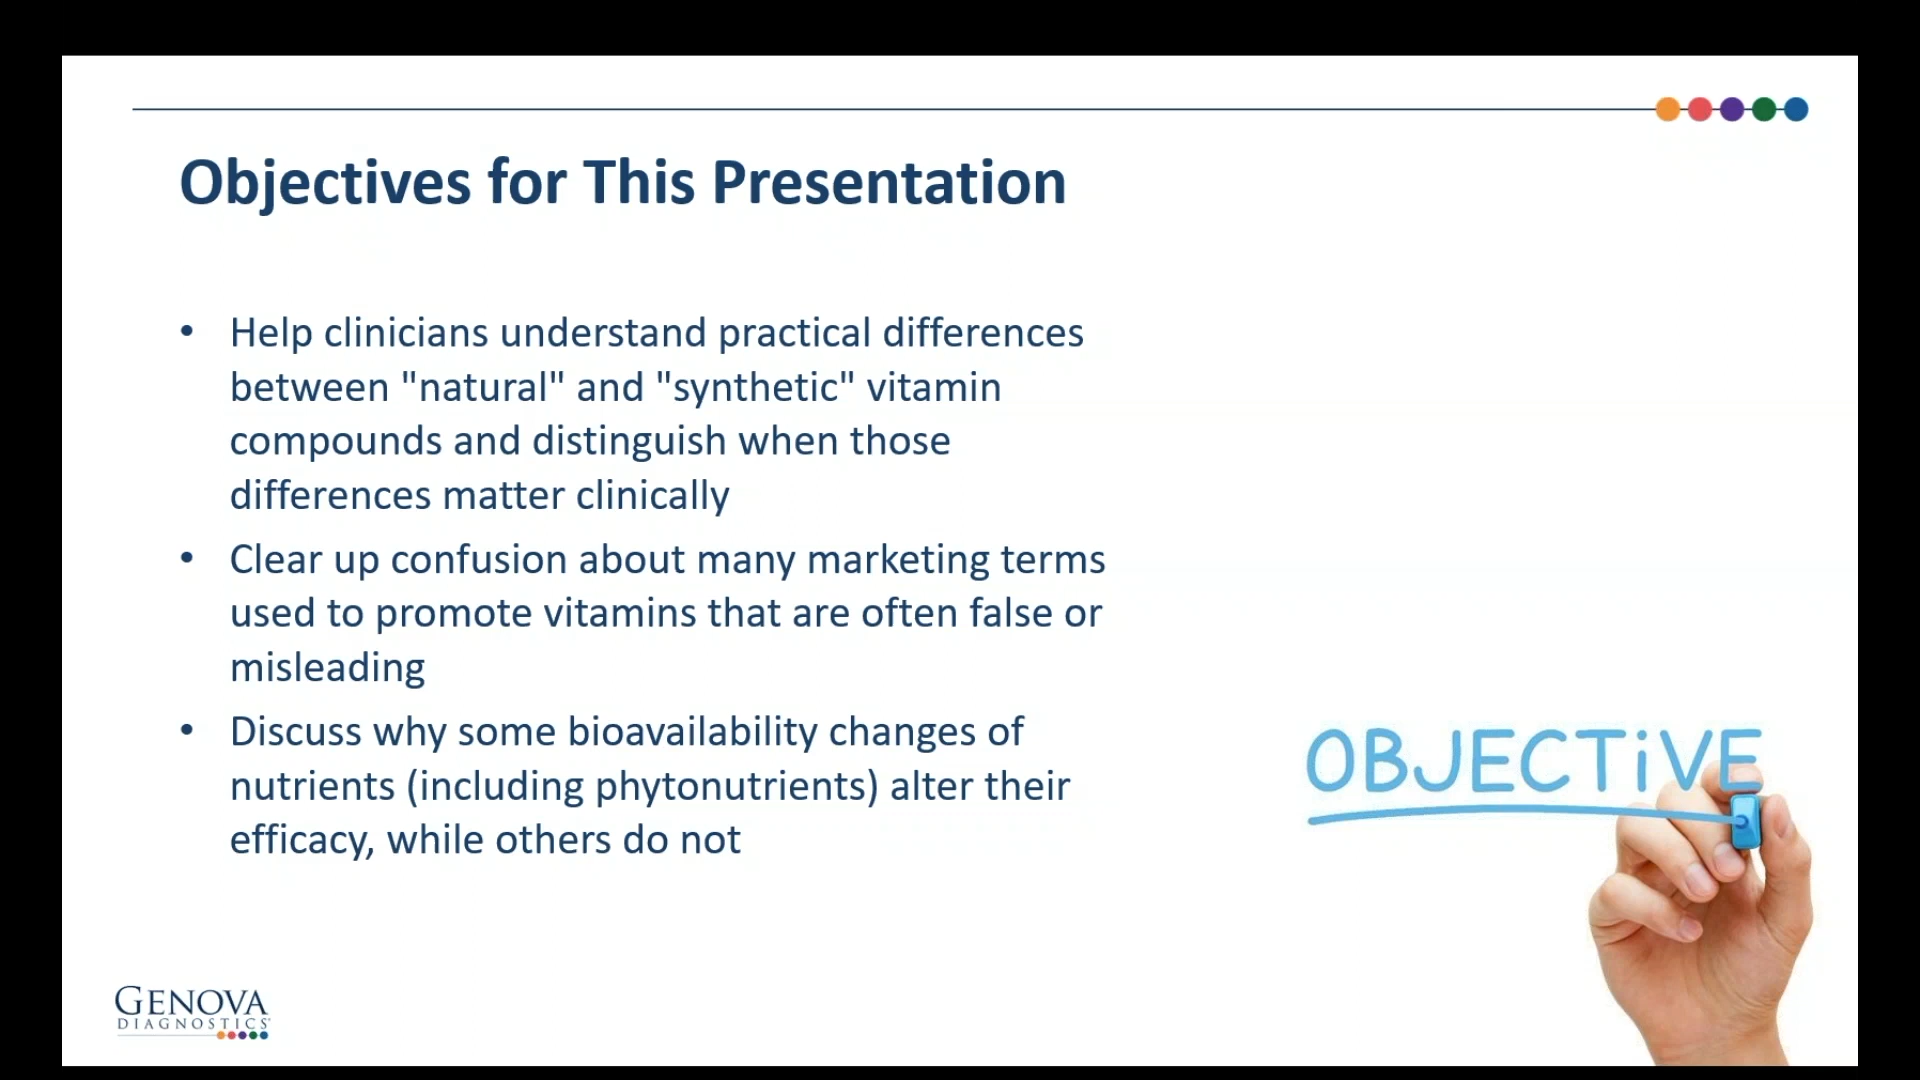 Objectives for This Presentation
• Help clinicians understand practical differences
between "natural" and "synthetic" vitamin
compounds and distinguish when those
differences matter clinically
• Clear up confusion about many marketing terms
used to promote vitamins that are often false or
misleading
• Discuss why some bioavailability changes of
nutrients (including phytonutrients) alter their
efficacy, while others do not
OBJECTiVE
GENOVA
DIAGNOSTICS